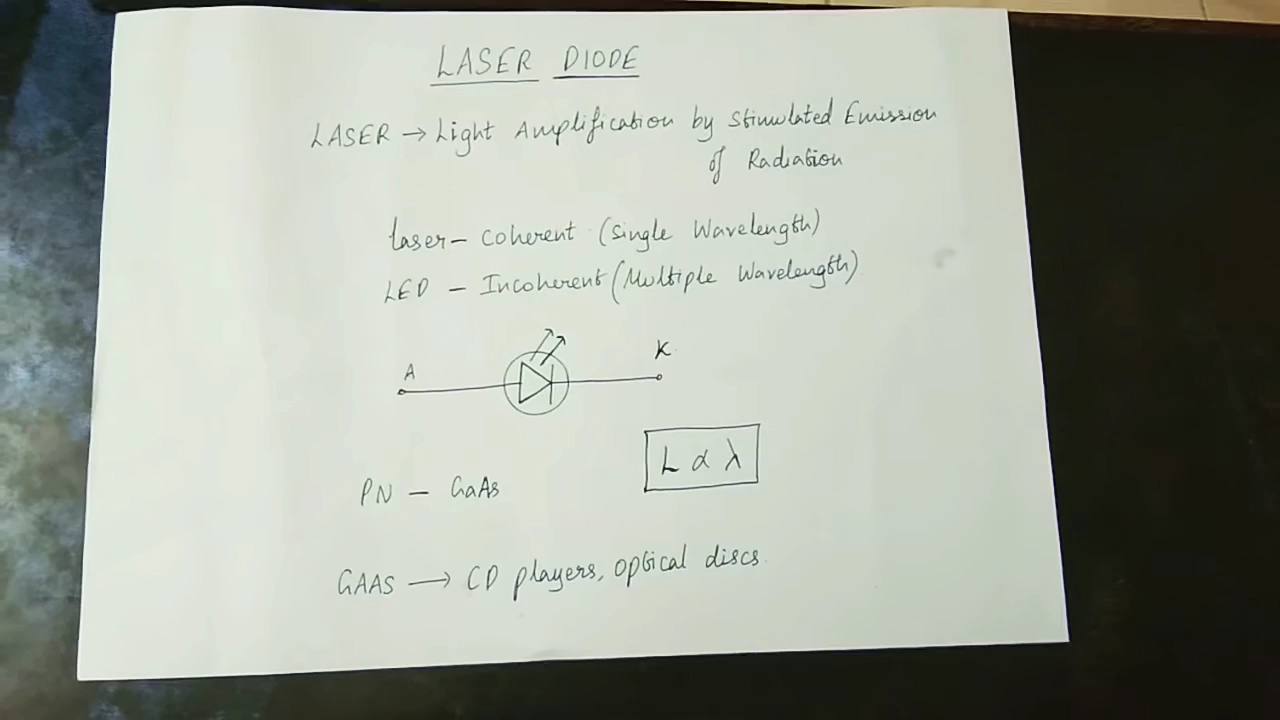 LASER DIODE
LASER → Light Amplification by Stimulated Emission
of Radiation
laser – Coherent (Single Wavelength)
LED – Incoherent (Multiple Wavelength)
A
K
L ∝ λ
PN – GaAs
GAAS → CD players, optical discs.